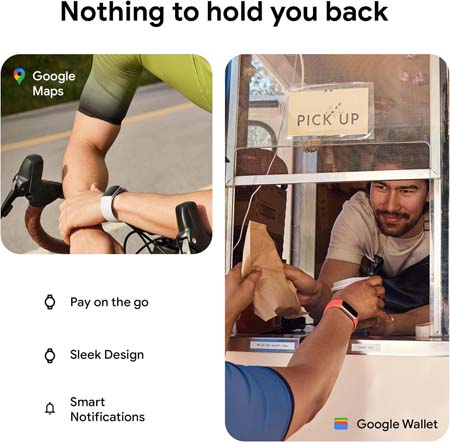 Nothing to hold you back
Google
Maps
PICK UP
Pay on the go
Sleek Design
Smart
Notifications
Google Wallet